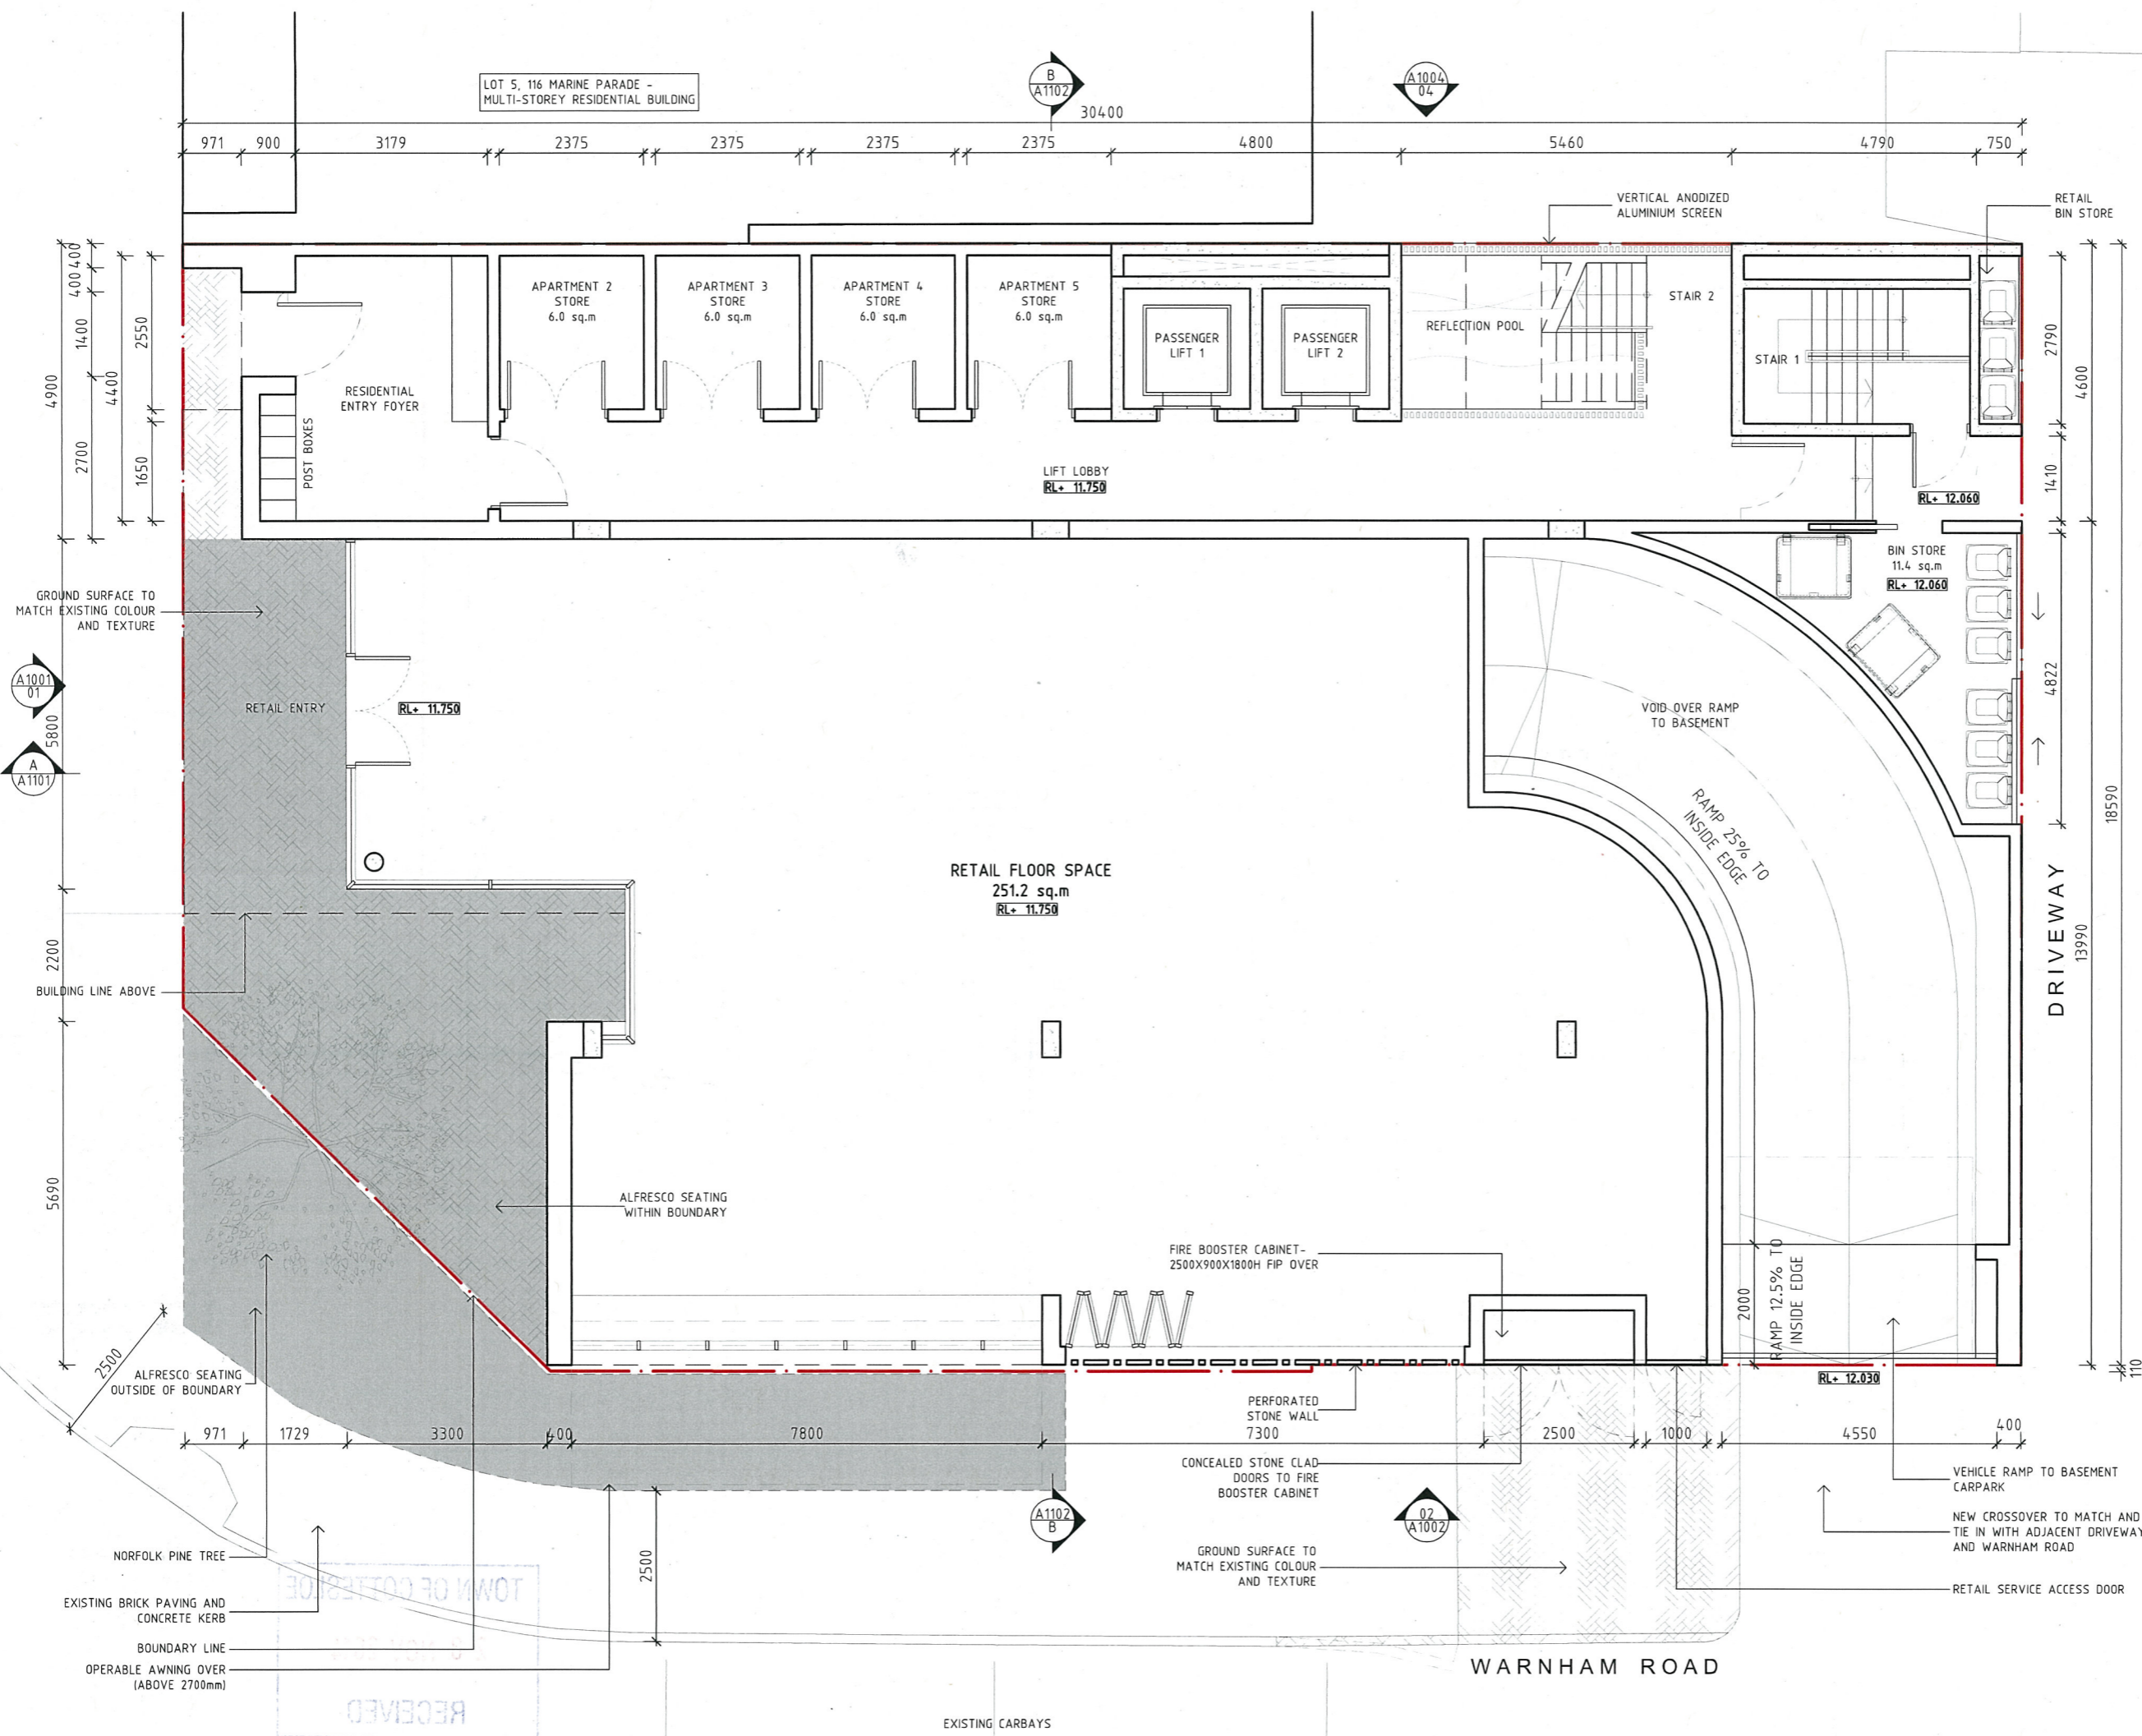 LOT 5, 116 MARINE PARADE -
MULTI-STOREY RESIDENTIAL BUILDING
B
A1102
A1004
04
30400
971
900
3179
2375
2375
2375
2375
4800
5460
4790
750
VERTICAL ANODIZED
ALUMINIUM SCREEN
RETAIL
BIN STORE
400
400
1400
2700
4900
4400
2550
1650
APARTMENT 2
STORE
6.0 sq.m
APARTMENT 3
STORE
6.0 sq.m
APARTMENT 4
STORE
6.0 sq.m
APARTMENT 5
STORE
6.0 sq.m
PASSENGER
LIFT 1
PASSENGER
LIFT 2
REFLECTION POOL
STAIR 2
STAIR 1
2790
4600
1410
RESIDENTIAL
ENTRY FOYER
POST BOXES
LIFT LOBBY
RL+ 11.750
RL+ 12.060
BIN STORE
11.4 sq.m
RL+ 12.060
GROUND SURFACE TO
MATCH EXISTING COLOUR
AND TEXTURE
A1001
01
5800
A
A1101
RETAIL ENTRY
RL+ 11.750
VOID OVER RAMP
TO BASEMENT
4822
18590
13990
RAMP 25% TO
INSIDE EDGE
DRIVEWAY
RETAIL FLOOR SPACE
251.2 sq.m
RL+ 11.750
2200
BUILDING LINE ABOVE
5690
ALFRESCO SEATING
WITHIN BOUNDARY
FIRE BOOSTER CABINET-
2500X900X1800H FIP OVER
2000
RAMP 12.5% TO
INSIDE EDGE
2500
ALFRESCO SEATING
OUTSIDE OF BOUNDARY
RL+ 12.030
110
PERFORATED
STONE WALL
971
1729
3300
400
7800
7300
2500
1000
4550
400
CONCEALED STONE CLAD
DOORS TO FIRE
BOOSTER CABINET
VEHICLE RAMP TO BASEMENT
CARPARK
A1102
B
02
A1002
NEW CROSSOVER TO MATCH AND
TIE IN WITH ADJACENT DRIVEWAY
AND WARNHAM ROAD
NORFOLK PINE TREE
2500
GROUND SURFACE TO
MATCH EXISTING COLOUR
AND TEXTURE
RETAIL SERVICE ACCESS DOOR
TOWN OF COTTESLOE
EXISTING BRICK PAVING AND
CONCRETE KERB
BOUNDARY LINE
OPERABLE AWNING OVER
(ABOVE 2700mm)
WARNHAM ROAD
RECEIVED
EXISTING CARBAYS